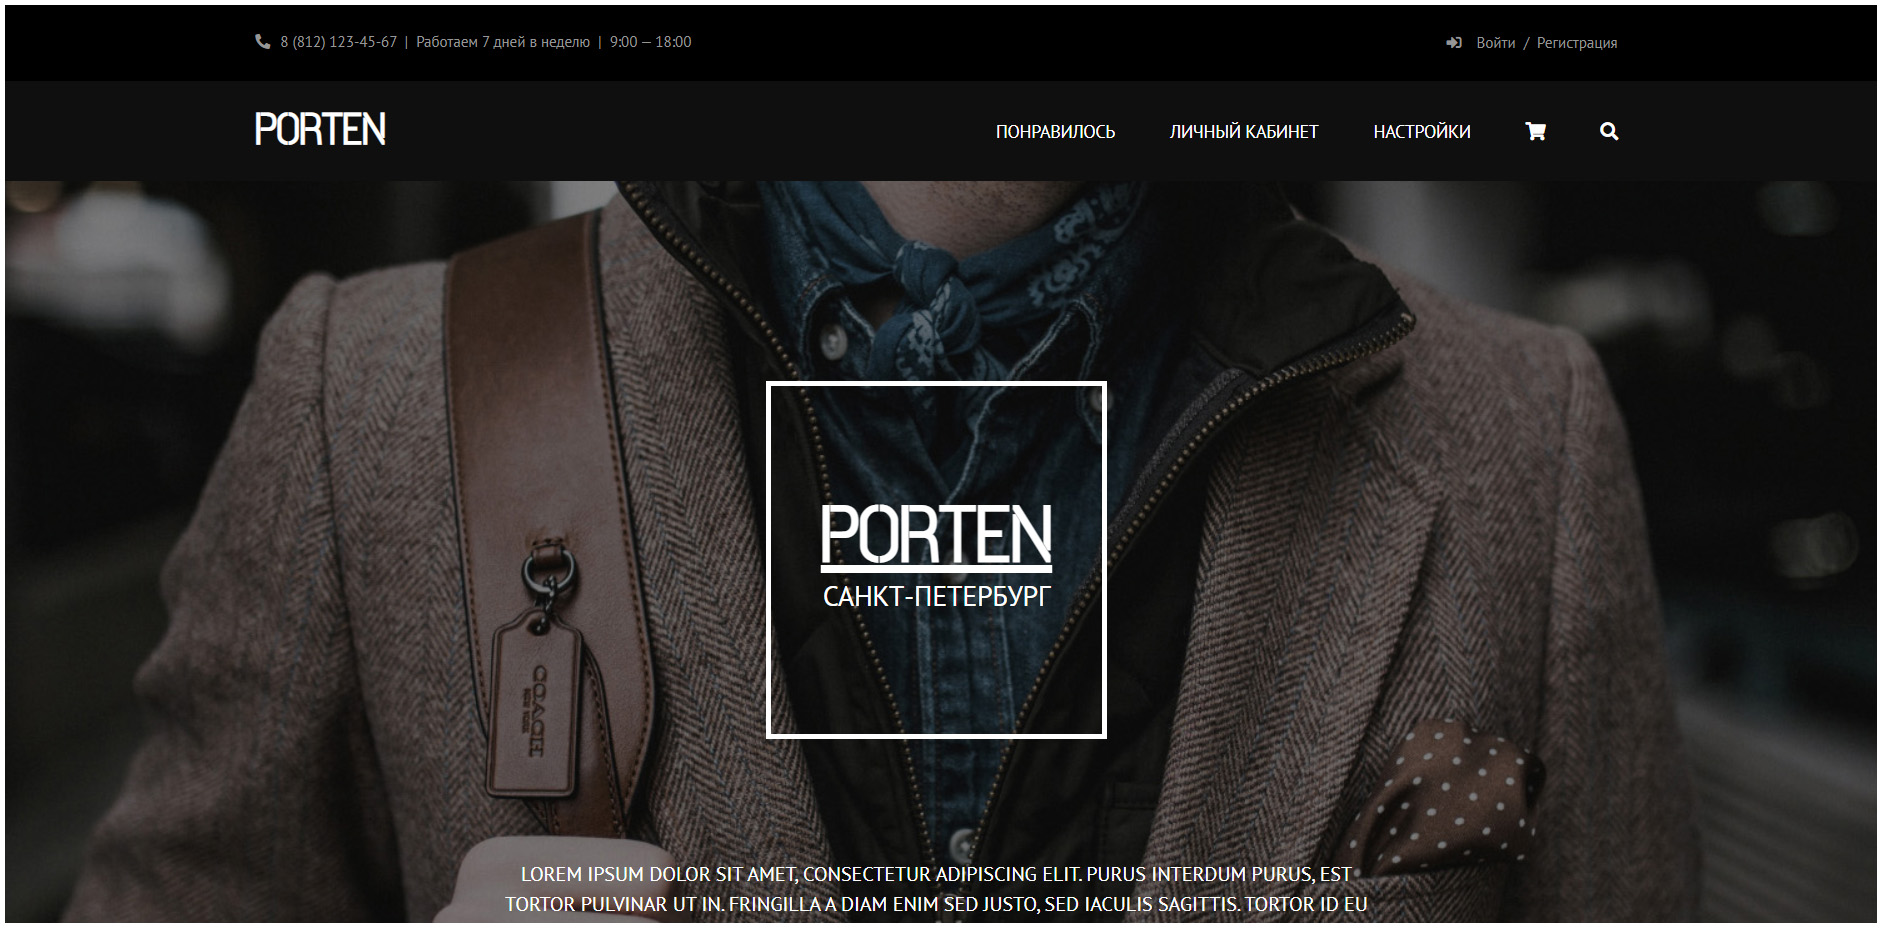 8 (812) 123-45-67 | Работаем 7 дней в неделю | 9:00 — 18:00
Войти / Регистрация
PORTEN
ПОНРАВИЛОСЬ
ЛИЧНЫЙ КАБИНЕТ
НАСТРОЙКИ
PORTEN
САНКТ-ПЕТЕРБУРГ
COACH
NEW YORK
LOREM IPSUM DOLOR SIT AMET, CONSECTETUR ADIPISCING ELIT. PURUS INTERDUM PURUS, EST
TORTOR PULVINAR UT IN. FRINGILLA A DIAM ENIM SED JUSTO, SED IACULIS SAGITTIS. TORTOR ID EU